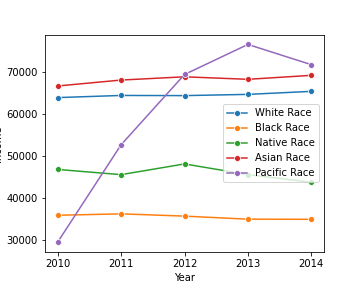 70000
60000
50000
40000
30000
2010 2011 2012 2013 2014
Year
White Race
Black Race
Native Race
Asian Race
Pacific Race